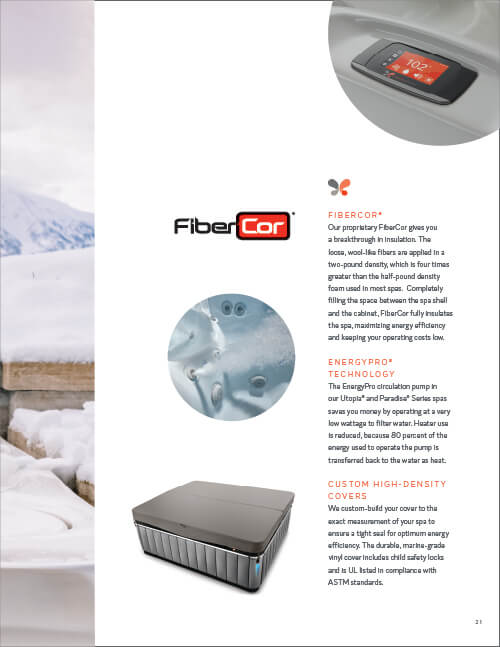 102°
FiberCor®
FIBERCOR®
Our proprietary FiberCor gives you
a breakthrough in insulation. The
loose, wool-like fibers are applied in a
two-pound density, which is four times
greater than the half-pound density
foam used in most spas. Completely
filling the space between the spa shell
and the cabinet, FiberCor fully insulates
the spa, maximizing energy efficiency
and keeping your operating costs low.
ENERGYPRO®
TECHNOLOGY
The EnergyPro circulation pump in
our Utopia® and Paradise® Series spas
saves you money by operating at a very
low wattage to filter water. Heater use
is reduced, because 80 percent of the
energy used to operate the pump is
transferred back to the water as heat.
CUSTOM HIGH-DENSITY
COVERS
We custom-build your cover to the
exact measurement of your spa to
ensure a tight seal for optimum energy
efficiency. The durable, marine-grade
vinyl cover includes child safety locks
and is UL listed in compliance with
ASTM standards.
21